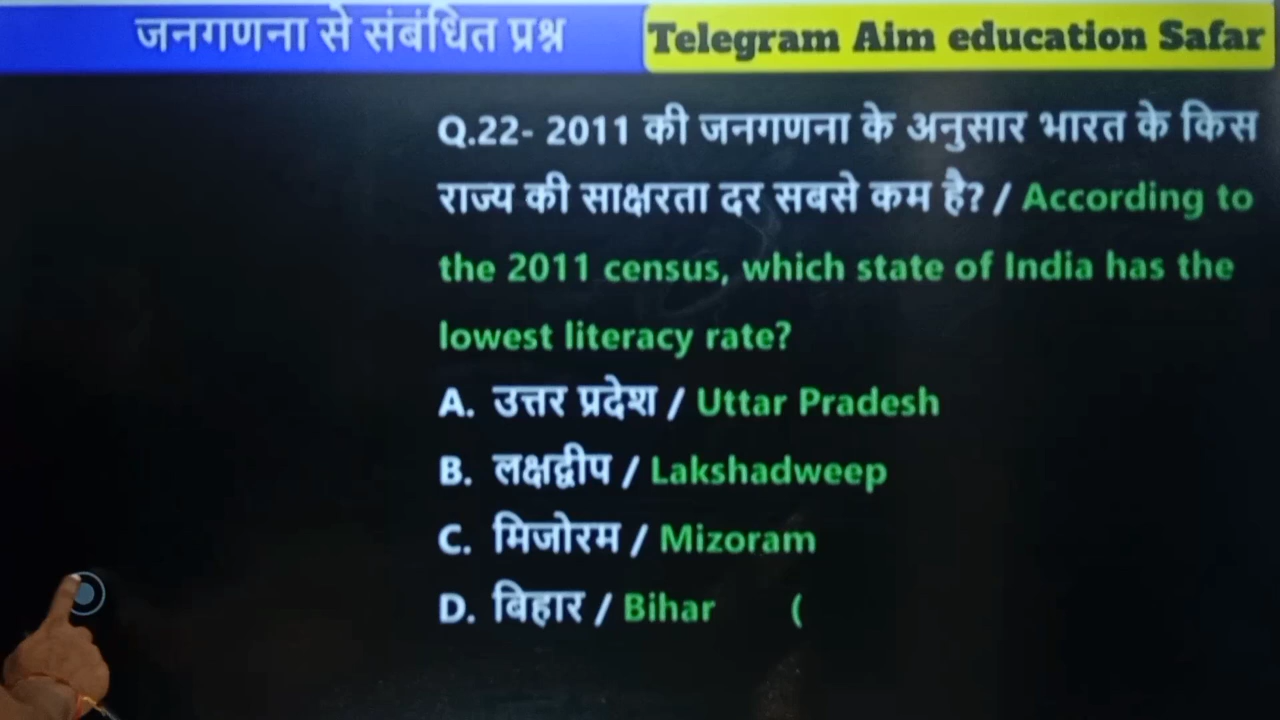 जनगणना से संबंधित प्रश्न
Telegram Aim education Safar
Q.22- 2011 की जनगणना के अनुसार भारत के किस
राज्य की साक्षरता दर सबसे कम है? / According to
the 2011 census, which state of India has the
lowest literacy rate?
A. उत्तर प्रदेश / Uttar Pradesh
B. लक्षद्वीप / Lakshadweep
C. मिजोरम / Mizoram
D. बिहार / Bihar (